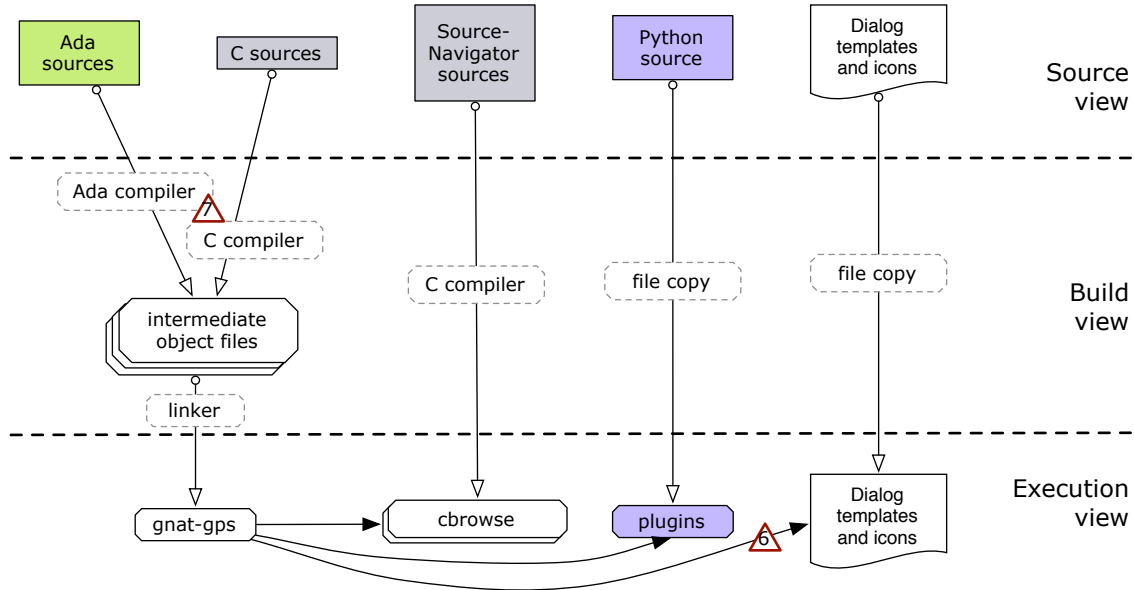 Ada
sources
C sources
Source-
Navigator
sources
Python
source
Dialog
templates
and icons
Source
view
Ada compiler
7
C compiler
C compiler
file copy
file copy
intermediate
object files
Build
view
linker
gnat-gps
cbrowse
plugins
6
Dialog
templates
and icons
Execution
view